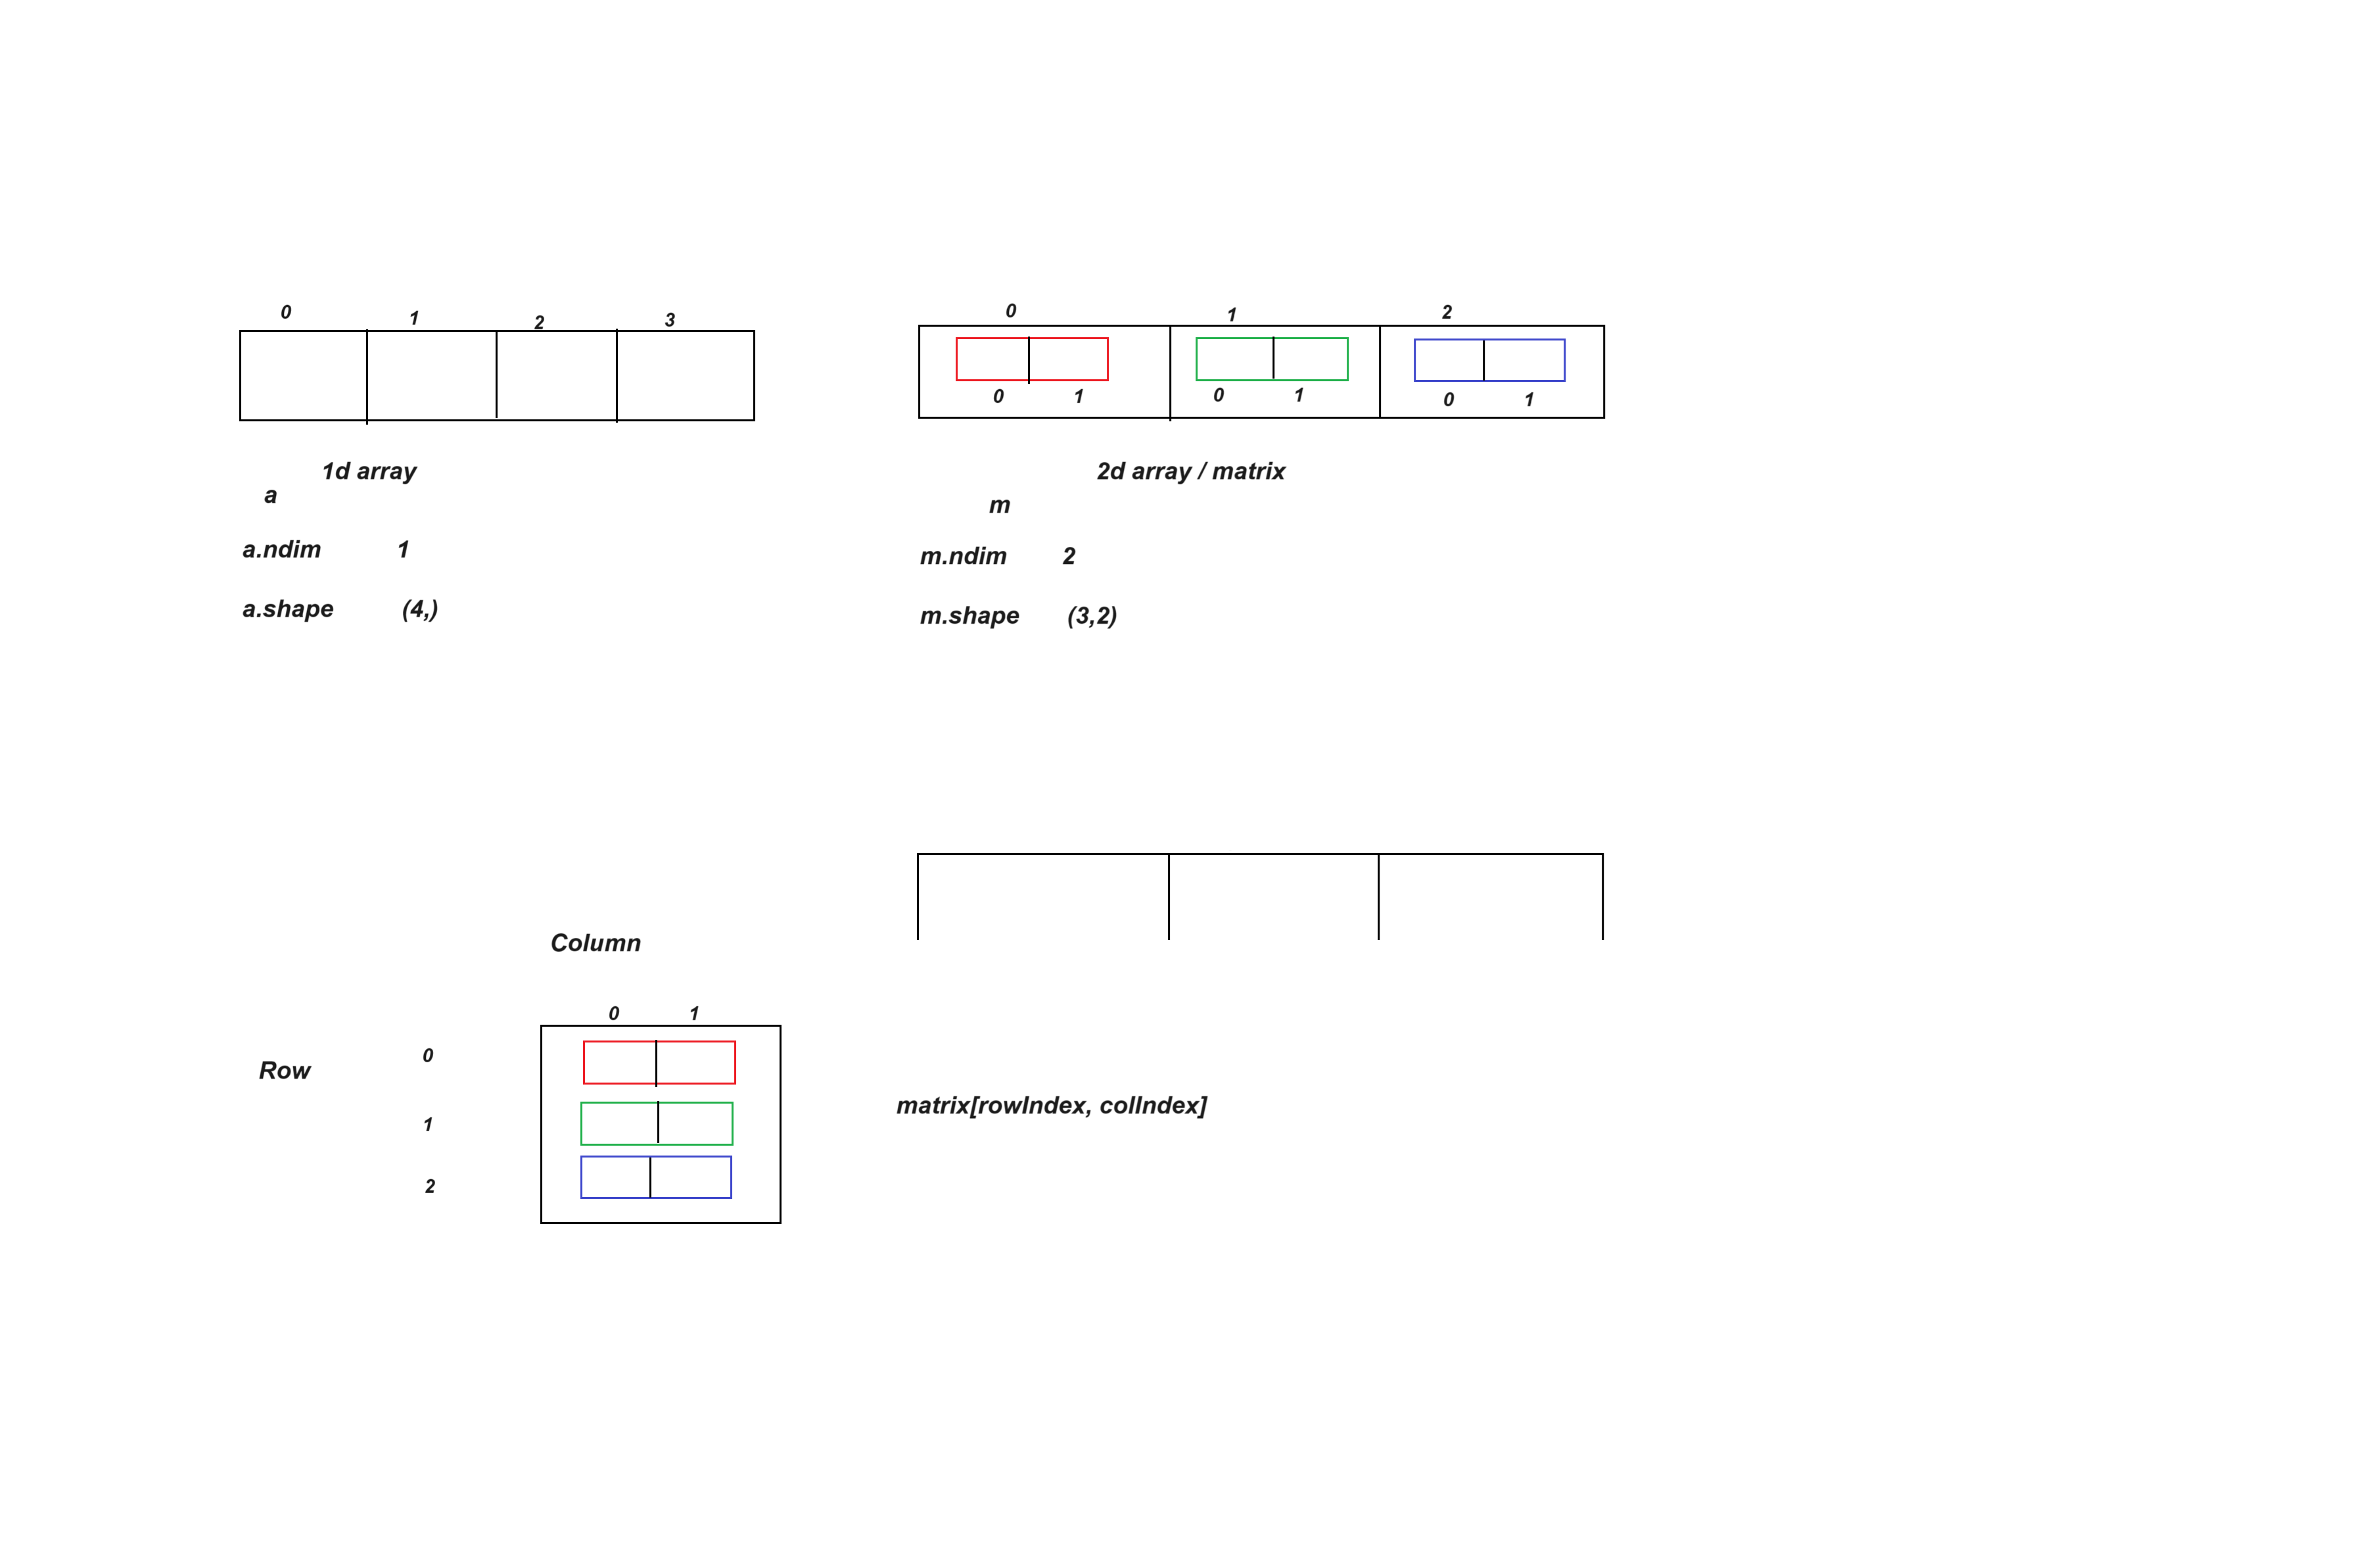 0 1 2 3
0 1 2
0 1 0 1 0 1
1d array
a
a.ndim 1
a.shape (4,)
2d array / matrix
m
m.ndim 2
m.shape (3,2)
Column
0 1
Row
0
1
2
matrix[rowIndex, colIndex]